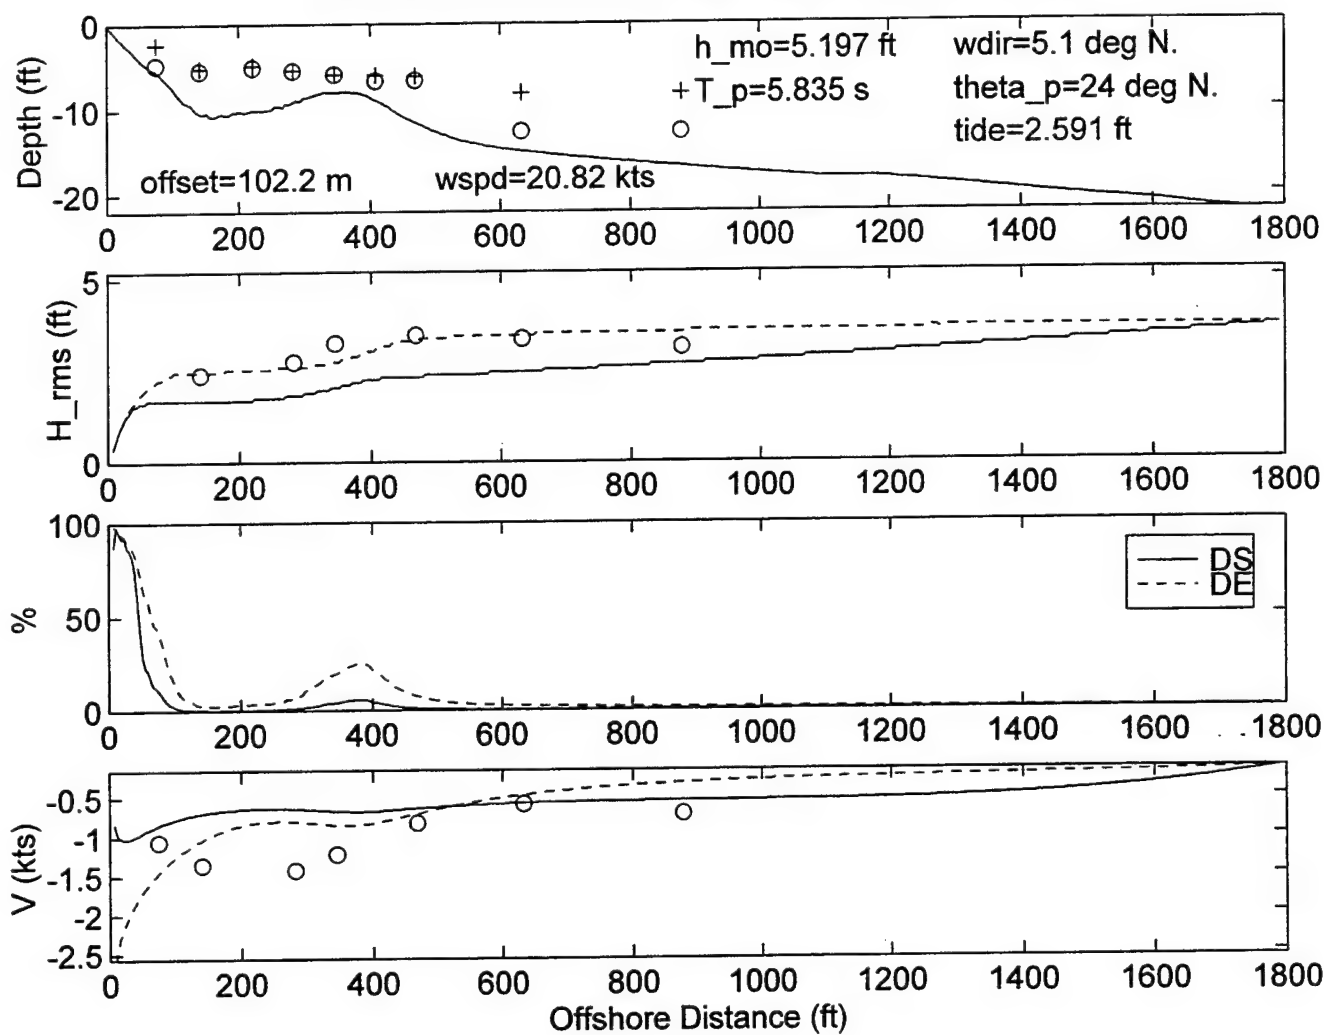 0
-10
-20
Depth (ft)
h_mo=5.197 ft
wdir=5.1 deg N.
T_p=5.835 s
theta_p=24 deg N.
tide=2.591 ft
offset=102.2 m
wspd=20.82 kts
0 200 400 600 800 1000 1200 1400 1600 1800
5
0
H_rms (ft)
0 200 400 600 800 1000 1200 1400 1600 1800
100
50
0
%
DS
DE
0 200 400 600 800 1000 1200 1400 1600 1800
-0.5
-1
-1.5
-2
-2.5
V (kts)
0 200 400 600 800 1000 1200 1400 1600 1800
Offshore Distance (ft)